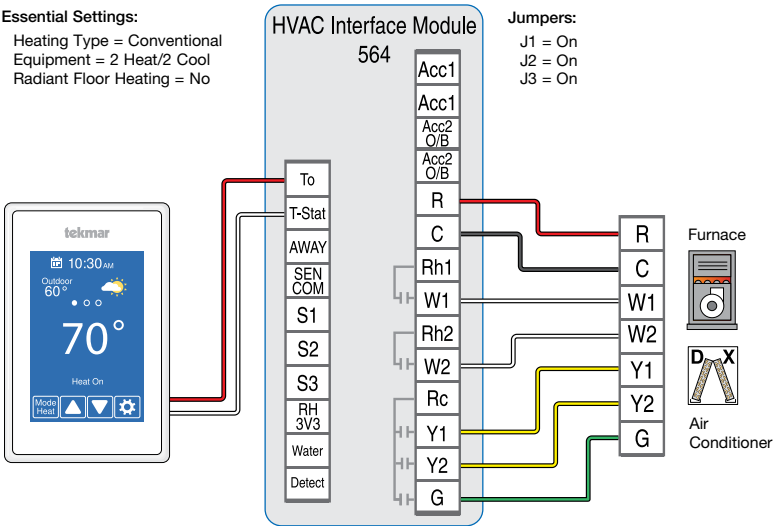 Essential Settings:
Heating Type = Conventional
Equipment = 2 Heat/2 Cool
Radiant Floor Heating = No
HVAC Interface Module
564
Jumpers:
J1 = On
J2 = On
J3 = On
Acc1
Acc1
Acc2
O/B
Acc2
O/B
R
C
Rh1
W1
Rh2
W2
Rc
Y1
Y2
G
To
T-Stat
AWAY
SEN
COM
S1
S2
S3
RH
3V3
Water
Detect
tekmar
10:30AM
Outdoor
60°
70°
Heat On
Mode
Heat
R
C
W1
W2
Y1
Y2
G
Furnace
D X
Air
Conditioner